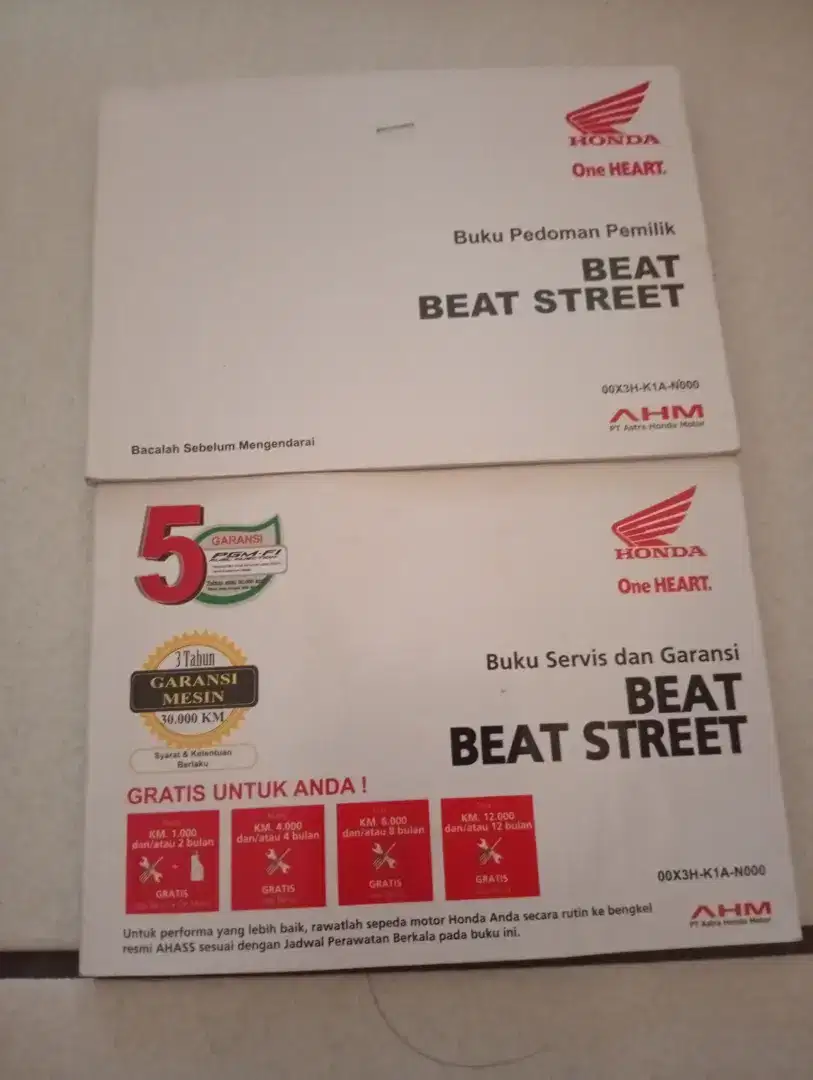 HONDA
One HEART.
Buku Pedoman Pemilik
BEAT
BEAT STREET
00X3H-K1A-N000
AHM
PT Astra Honda Motor
Bacalah Sebelum Mengendarai
5
GARANSI
PGM-FI
HONDA
One HEART.
3 Tahun
GARANSI
MESIN
30.000 KM
Syarat & Ketentuan
Berlaku
Buku Servis dan Garansi
BEAT
BEAT STREET
GRATIS UNTUK ANDA !
KM. 1.000
dan/atau 2 bulan
GRATIS
KM. 4.000
dan/atau 4 bulan
GRATIS
KM. 8.000
dan/atau 8 bulan
GRATIS
KM. 12.000
dan/atau 12 bulan
GRATIS
00X3H-K1A-N000
AHM
PT Astra Honda Motor
Untuk performa yang lebih baik, rawatlah sepeda motor Honda Anda secara rutin ke bengkel
resmi AHASS sesuai dengan Jadwal Perawatan Berkala pada buku ini.